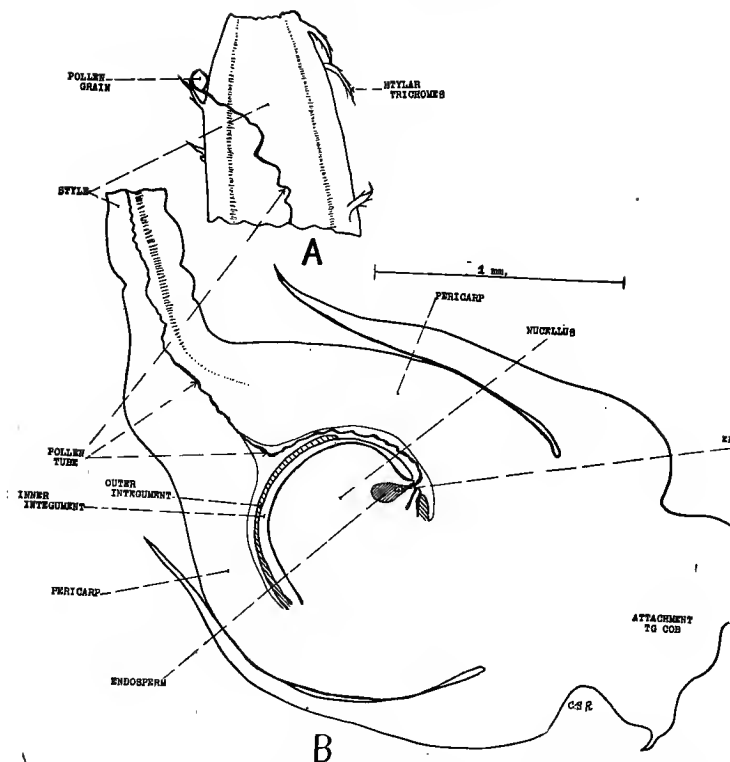 POLLEN
GRAIN
STYLAR
TRICHOMES
STYLE
A
1 mm.
PERICARP
NUCELLUS
POLLEN
TUBE
OUTER
INTEGUMENT
INNER
INTEGUMENT
PERICARP
ATTACHMENT
TO COB
ENDOSPERM
CSR
B